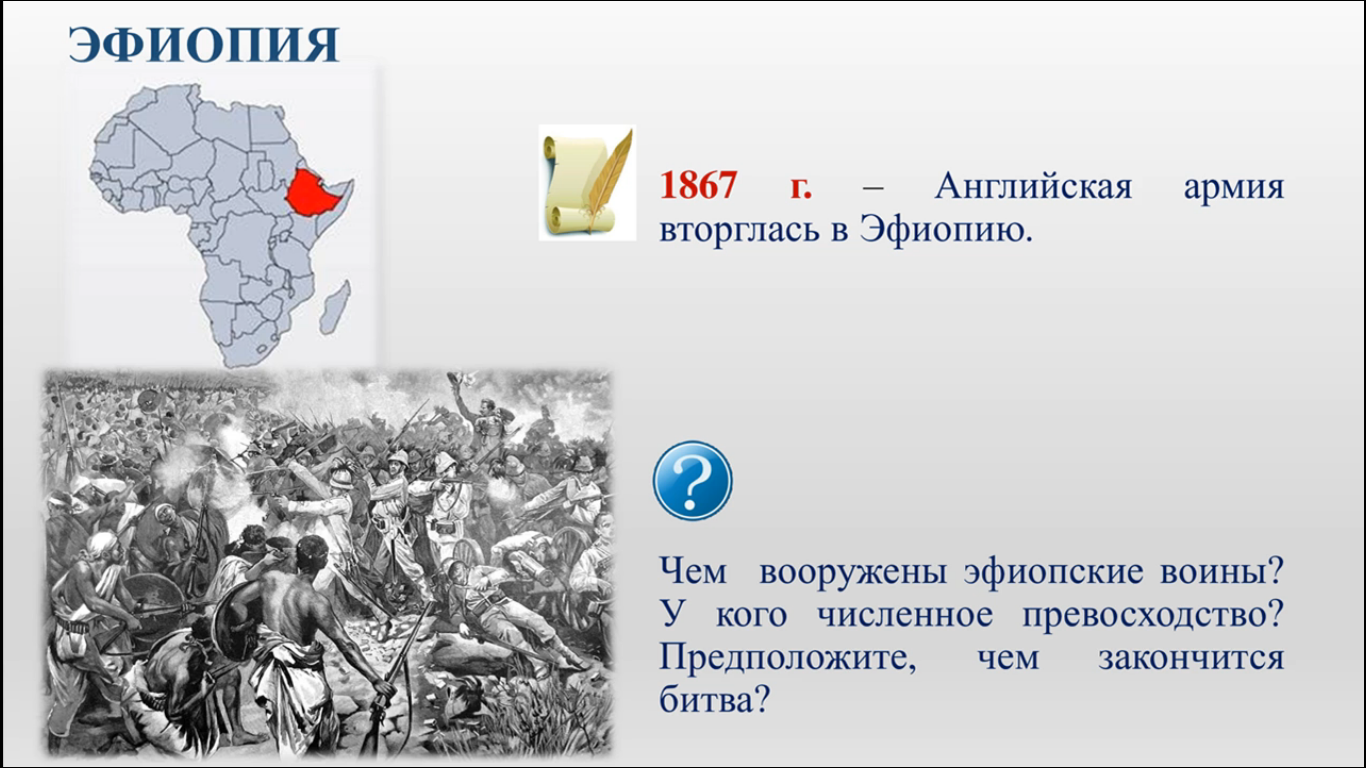 ЭФИОПИЯ
1867 г. – Английская армия
вторглась в Эфиопию.
?
Чем вооружены эфиопские воины?
У кого численное превосходство?
Предположите, чем закончится
битва?